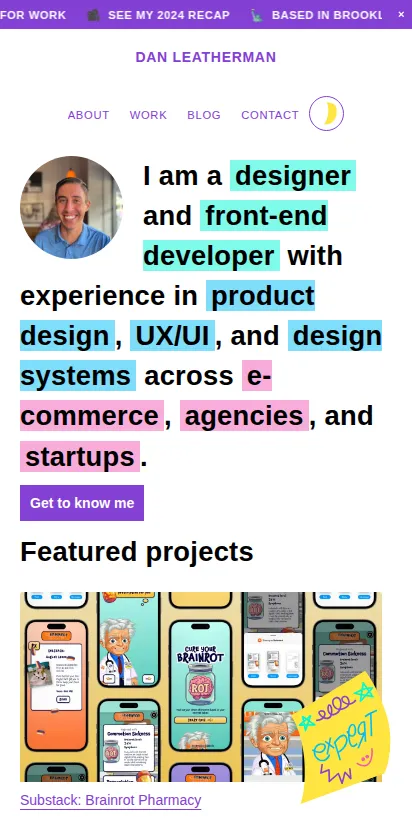 FOR WORK 🎥 SEE MY 2024 RECAP 🗽 BASED IN BROOKL ×
DAN LEATHERMAN
ABOUT WORK BLOG CONTACT
I am a designer
and front-end
developer with
experience in product
design, UX/UI, and design
systems across e-
commerce, agencies, and
startups.
Get to know me
Featured projects
CURE YOUR
BRAINROT
ROT
expert
Substack: Brainrot Pharmacy